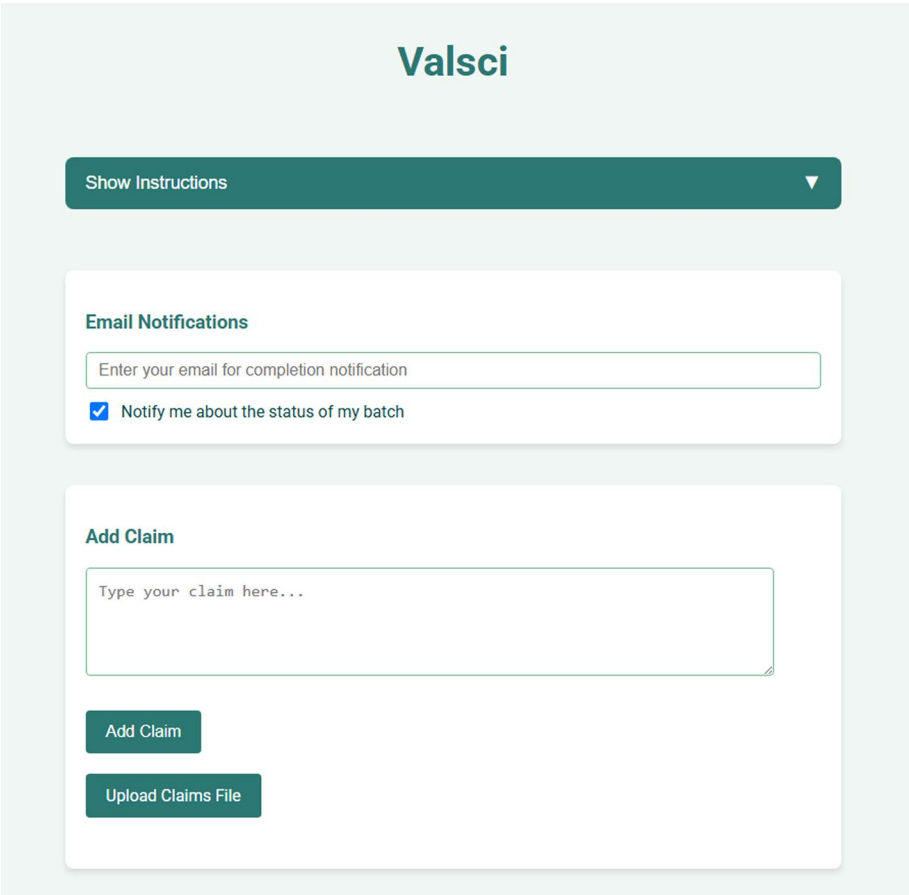 Valsci
Show Instructions ▼
Email Notifications
Enter your email for completion notification
Notify me about the status of my batch
Add Claim
Type your claim here...
Add Claim
Upload Claims File